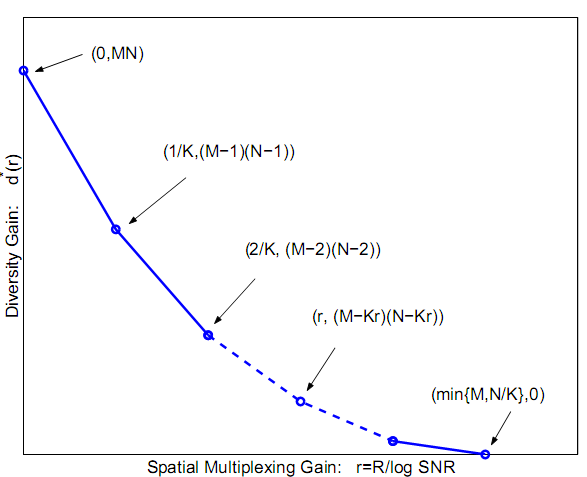 (0,MN)
(1/K,(M−1)(N−1))
(2/K, (M−2)(N−2))
(r, (M−Kr)(N−Kr))
(min{M,N/K},0)
Diversity Gain: d*(r)
Spatial Multiplexing Gain: r=R/log SNR